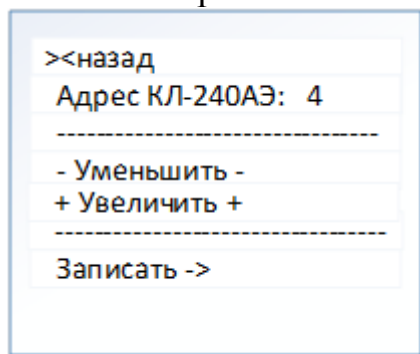 ><назад
Адрес КЛ-240АЭ: 4
----------------------------------
- Уменьшить -
+ Увеличить +
-----------------------------------
Записать ->